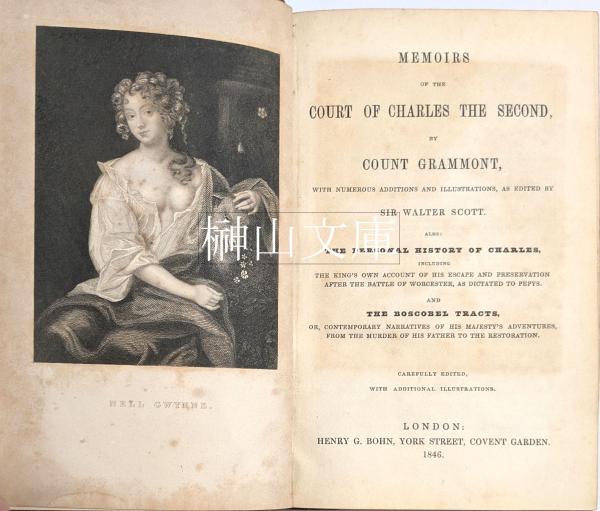 NELL GWYNNE.
MEMOIRS
OF THE
COURT OF CHARLES THE SECOND,
BY
COUNT GRAMMONT,
WITH NUMEROUS ADDITIONS AND ILLUSTRATIONS, AS EDITED BY
SIR WALTER SCOTT.
ALSO:
THE PERSONAL HISTORY OF CHARLES,
INCLUDING
THE KING'S OWN ACCOUNT OF HIS ESCAPE AND PRESERVATION
AFTER THE BATTLE OF WORCESTER, AS DICTATED TO PEPYS.
AND
THE BOSCOBEL TRACTS,
OR, CONTEMPORARY NARRATIVES OF HIS MAJESTY'S ADVENTURES,
FROM THE MURDER OF HIS FATHER TO THE RESTORATION.
CAREFULLY EDITED,
WITH ADDITIONAL ILLUSTRATIONS.
LONDON:
HENRY G. BOHN, YORK STREET, COVENT GARDEN.
1846.
榊山文庫